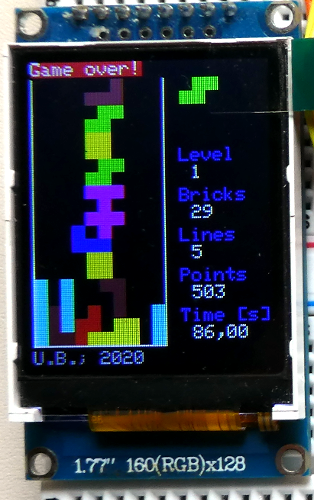 Game over!
Level
1
Bricks
29
Lines
5
Points
503
Time [s]
86,00
U.B.; 2020
1.77" 160(RGB)x128